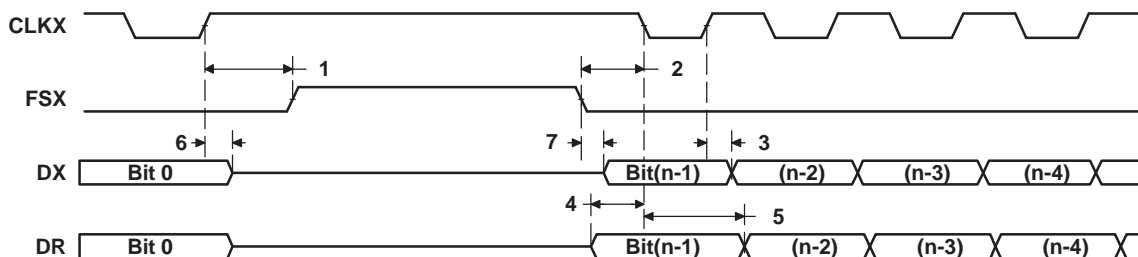 CLKX
1
2
FSX
6
7
3
DX
Bit 0
Bit(n-1)
(n-2)
(n-3)
(n-4)
4
5
DR
Bit 0
Bit(n-1)
(n-2)
(n-3)
(n-4)